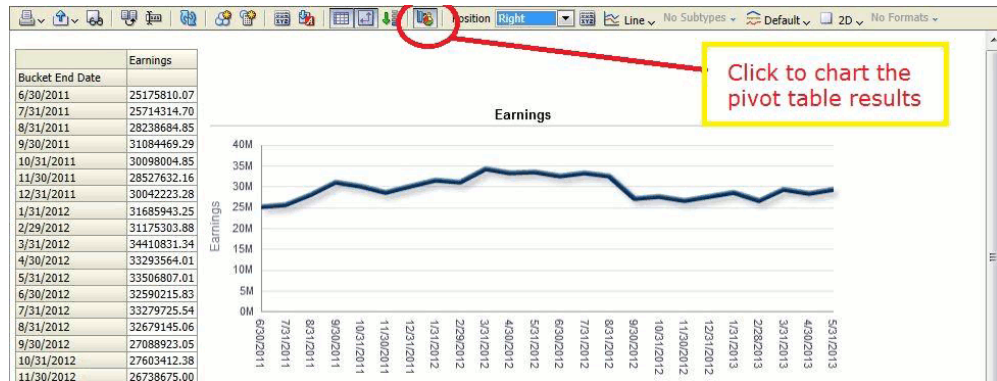 Position Right Line No Subtypes Default 2D No Formats
Click to chart the
pivot table results
Earnings
Bucket End Date
6/30/2011 25175810.07
7/31/2011 25714314.70
8/31/2011 28238684.85
9/30/2011 31084469.29
10/31/2011 30098004.85
11/30/2011 28527632.16
12/31/2011 30042223.28
1/31/2012 31685943.25
2/29/2012 31175303.88
3/31/2012 34410831.34
4/30/2012 33293564.01
5/31/2012 33506807.01
6/30/2012 32590215.83
7/31/2012 33279725.54
8/31/2012 32679145.06
9/30/2012 27088923.05
10/31/2012 27603412.38
11/30/2012 26738675.00
Earnings
Earnings
40M
35M
30M
25M
20M
15M
10M
5M
0M
6/30/2011
7/31/2011
8/31/2011
9/30/2011
10/31/2011
11/30/2011
12/31/2011
1/31/2012
2/29/2012
3/31/2012
4/30/2012
5/31/2012
6/30/2012
7/31/2012
8/31/2012
9/30/2012
10/31/2012
11/30/2012
12/31/2012
1/31/2013
2/28/2013
3/31/2013
4/30/2013
5/31/2013